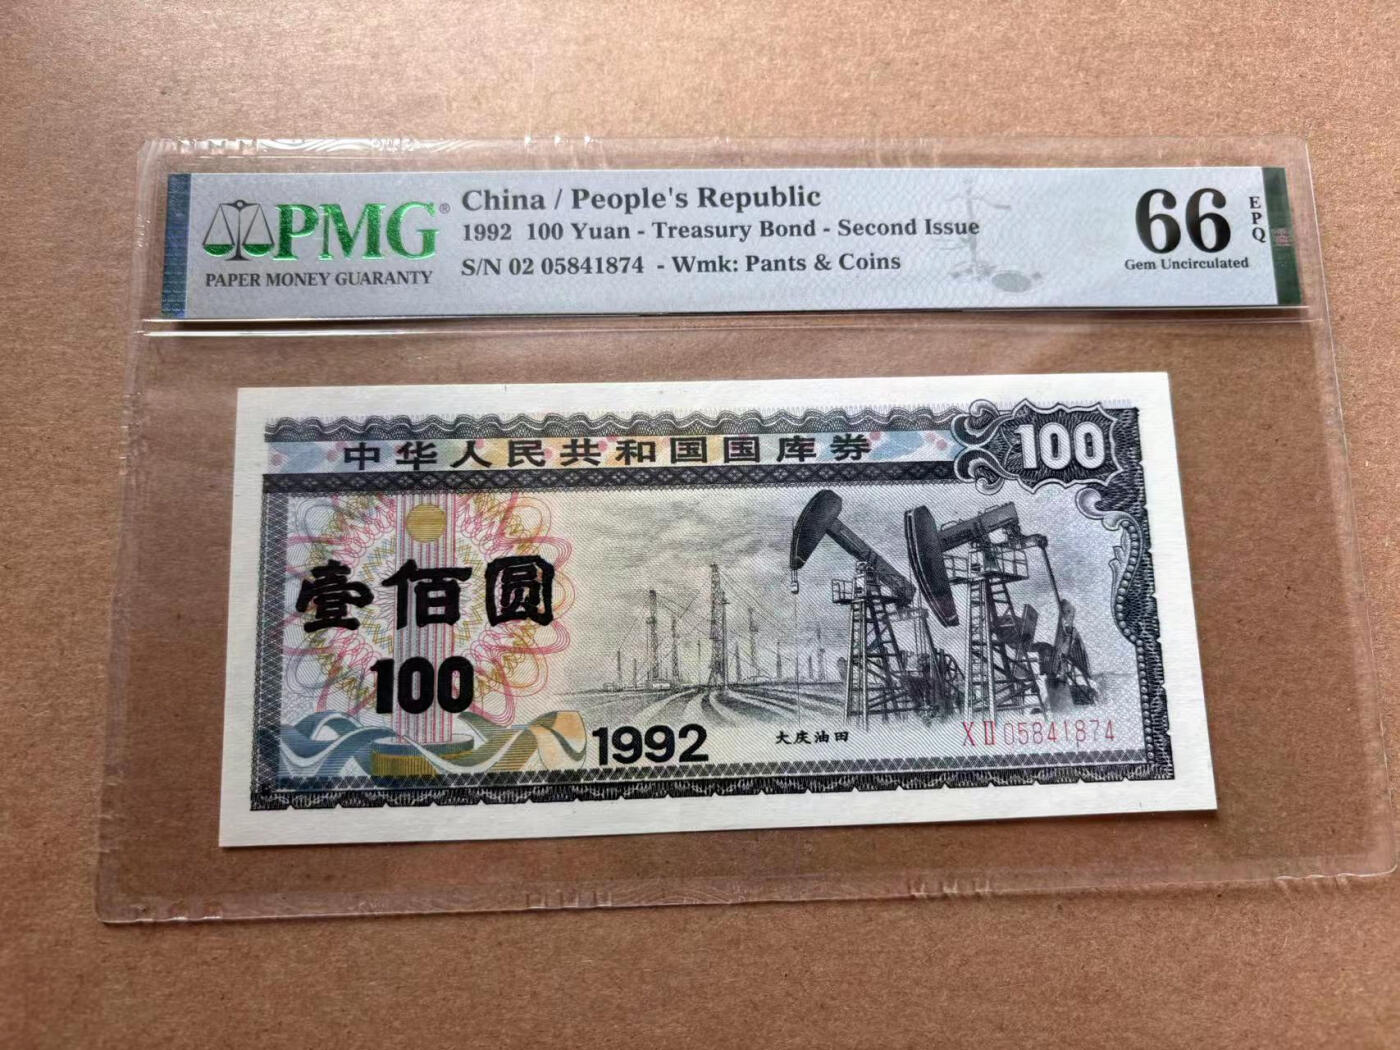 PMG®
PAPER MONEY GUARANTY
China / People's Republic
1992 100 Yuan - Treasury Bond - Second Issue
S/N 02 05841874 - Wmk: Pants & Coins
66
EPQ
Gem Uncirculated
中华人民共和国国库券
100
壹佰圆
100
1992
大庆油田
XⅡ05841874